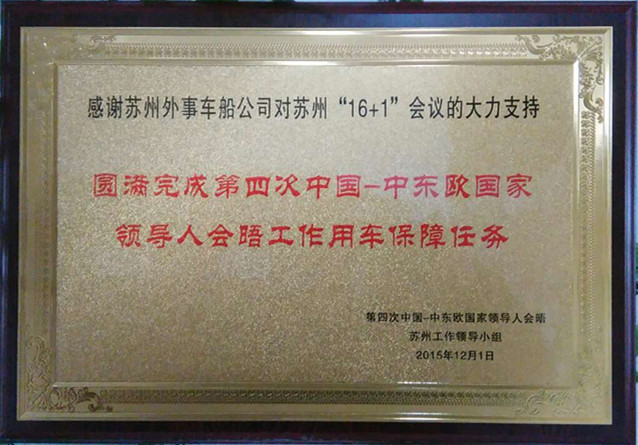 感谢苏州外事车船公司对苏州“16+1”会议的大力支持
圆满完成第四次中国-中东欧国家
领导人会晤工作用车保障任务
第四次中国-中东欧国家领导人会晤
苏州工作领导小组
2015年12月1日